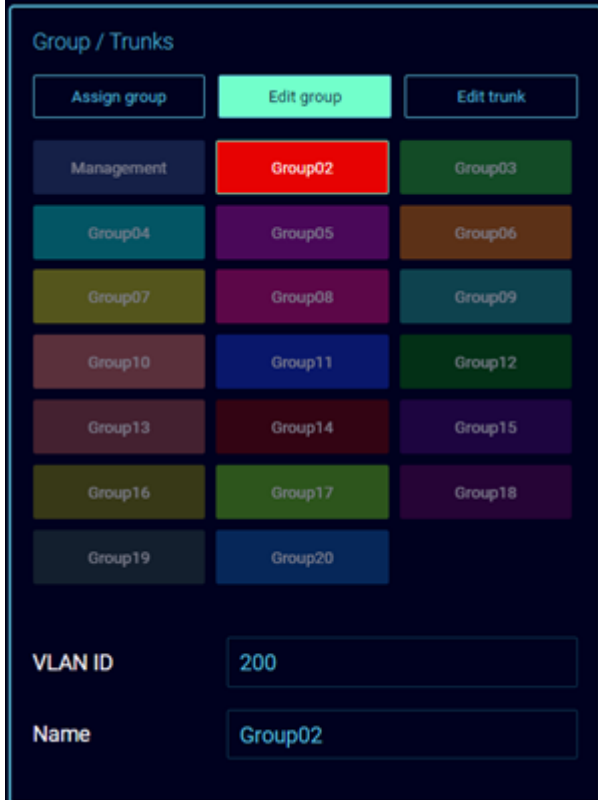 Group / Trunks
Assign group Edit group Edit trunk
Management Group02 Group03
Group04 Group05 Group06
Group07 Group08 Group09
Group10 Group11 Group12
Group13 Group14 Group15
Group16 Group17 Group18
Group19 Group20
VLAN ID 200
Name Group02